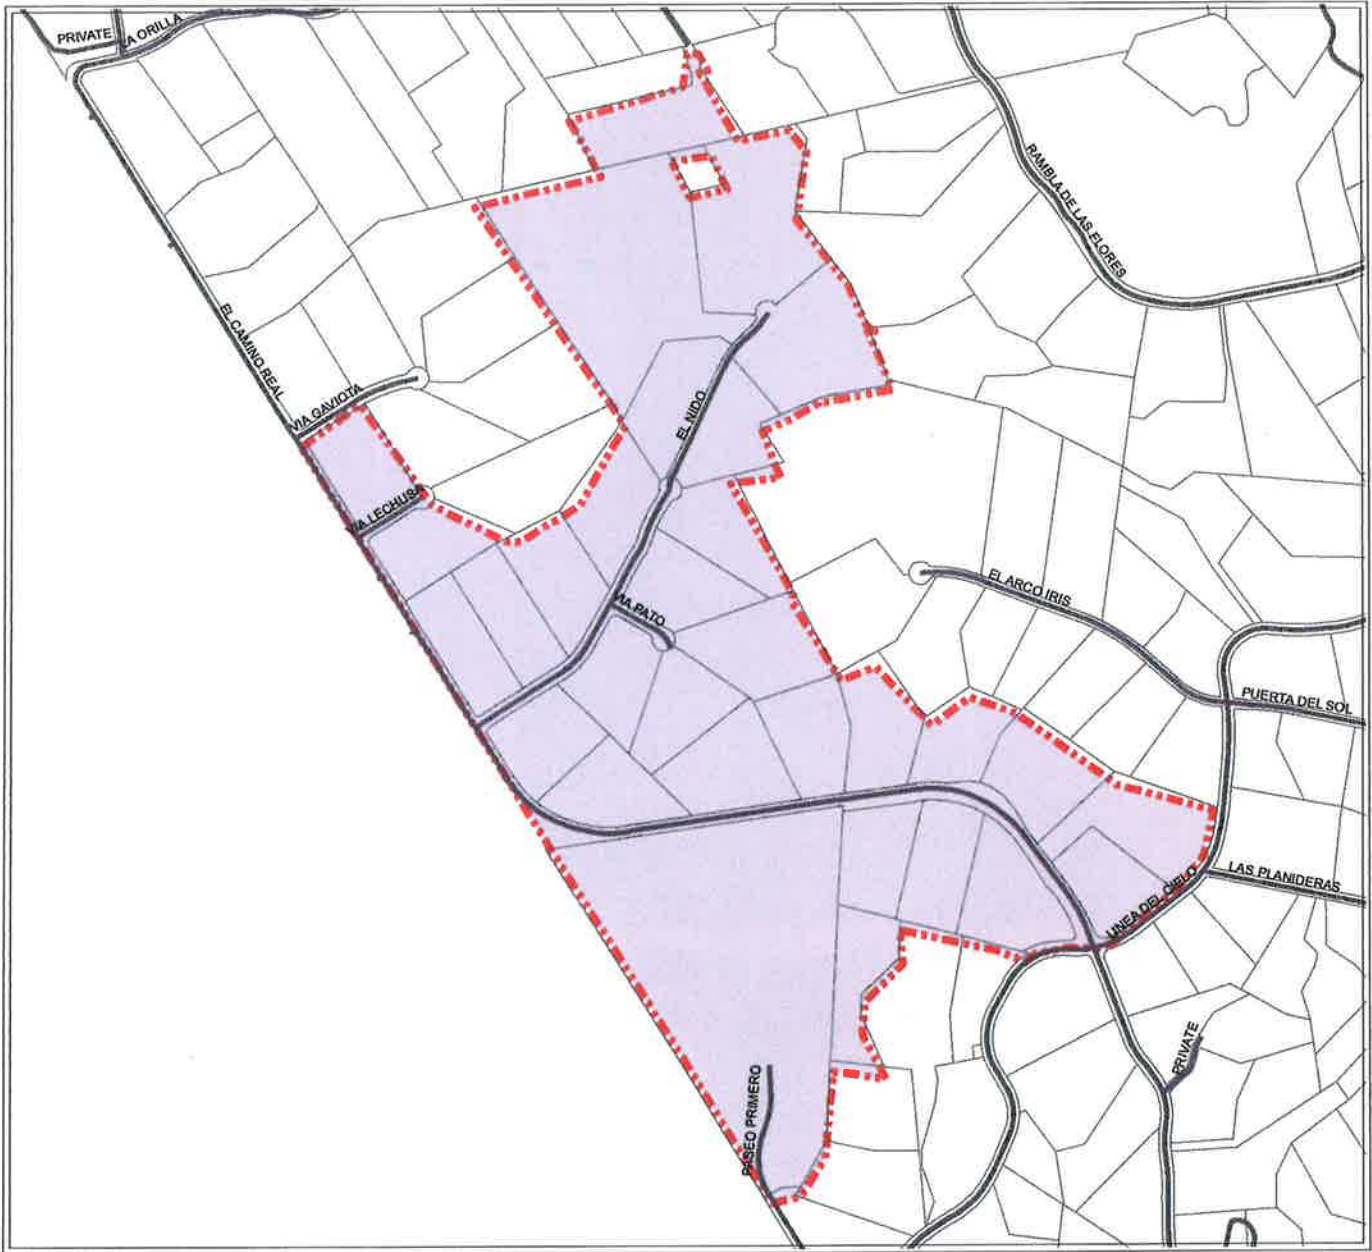 PRIVATE
A ORILLA
RAMBLA DE LAS FLORES
EL CAMINO REAL
VIA GAVIOTA
EL NIDO
VIA LECHUSA
EL ARCO IRIS
VIA PATO
PUERTA DEL SOL
LAS PLANIDERAS
LINEA DEL CIELO
PRIVATE
PASEO PRIMERO